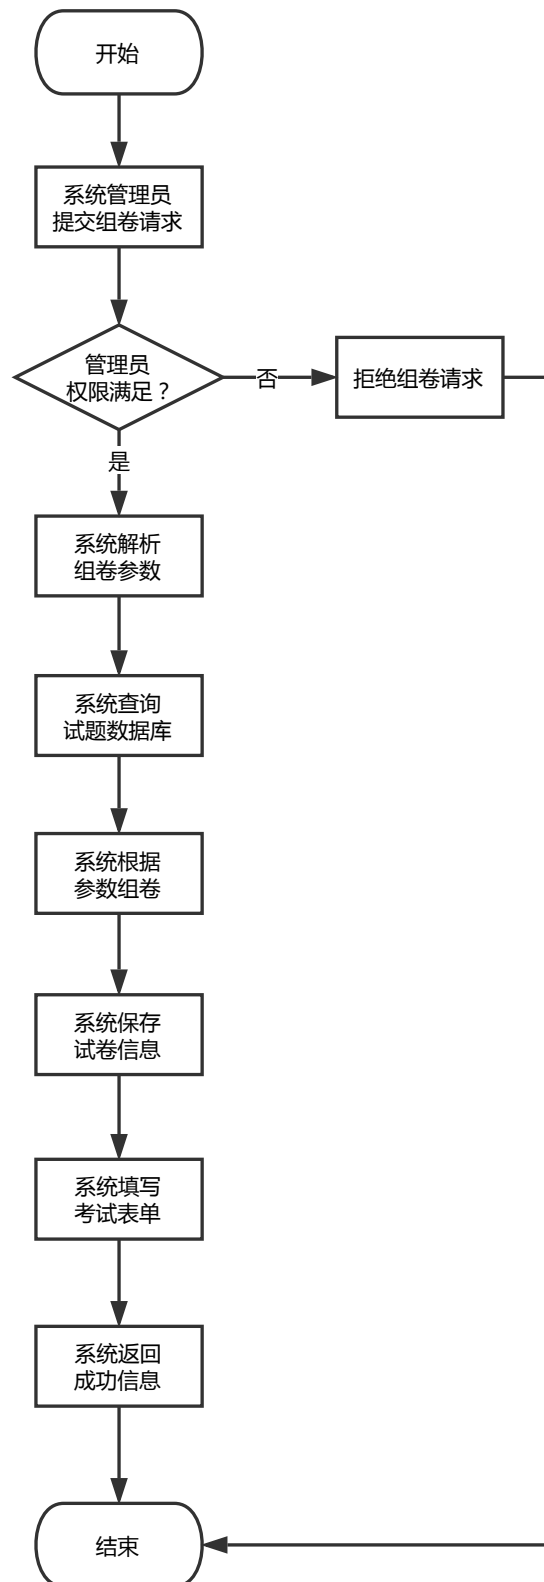 开始
系统管理员
提交组卷请求
管理员
权限满足？
否
拒绝组卷请求
是
系统解析
组卷参数
系统查询
试题数据库
系统根据
参数组卷
系统保存
试卷信息
系统填写
考试表单
系统返回
成功信息
结束